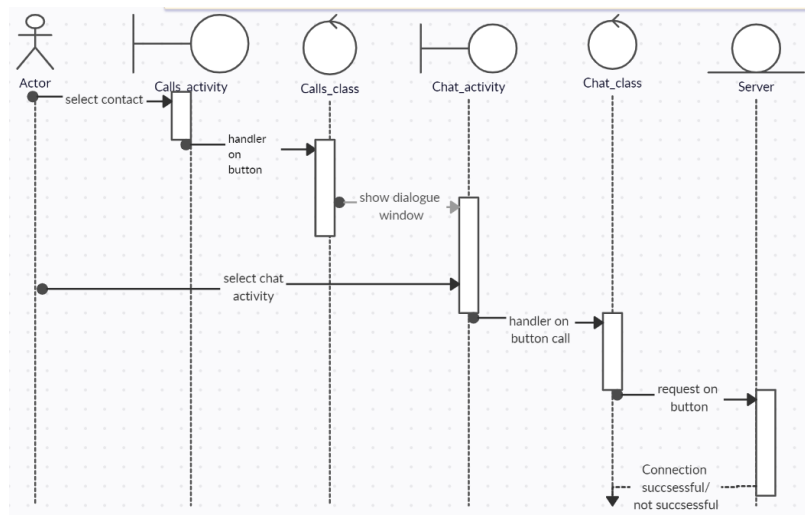 Actor
Calls_activity
Calls_class
Chat_activity
Chat_class
Server
select contact
handler
on
button
show dialogue
window
select chat
activity
handler on
button call
request on
button
Connection
succsessful/
not succsessful